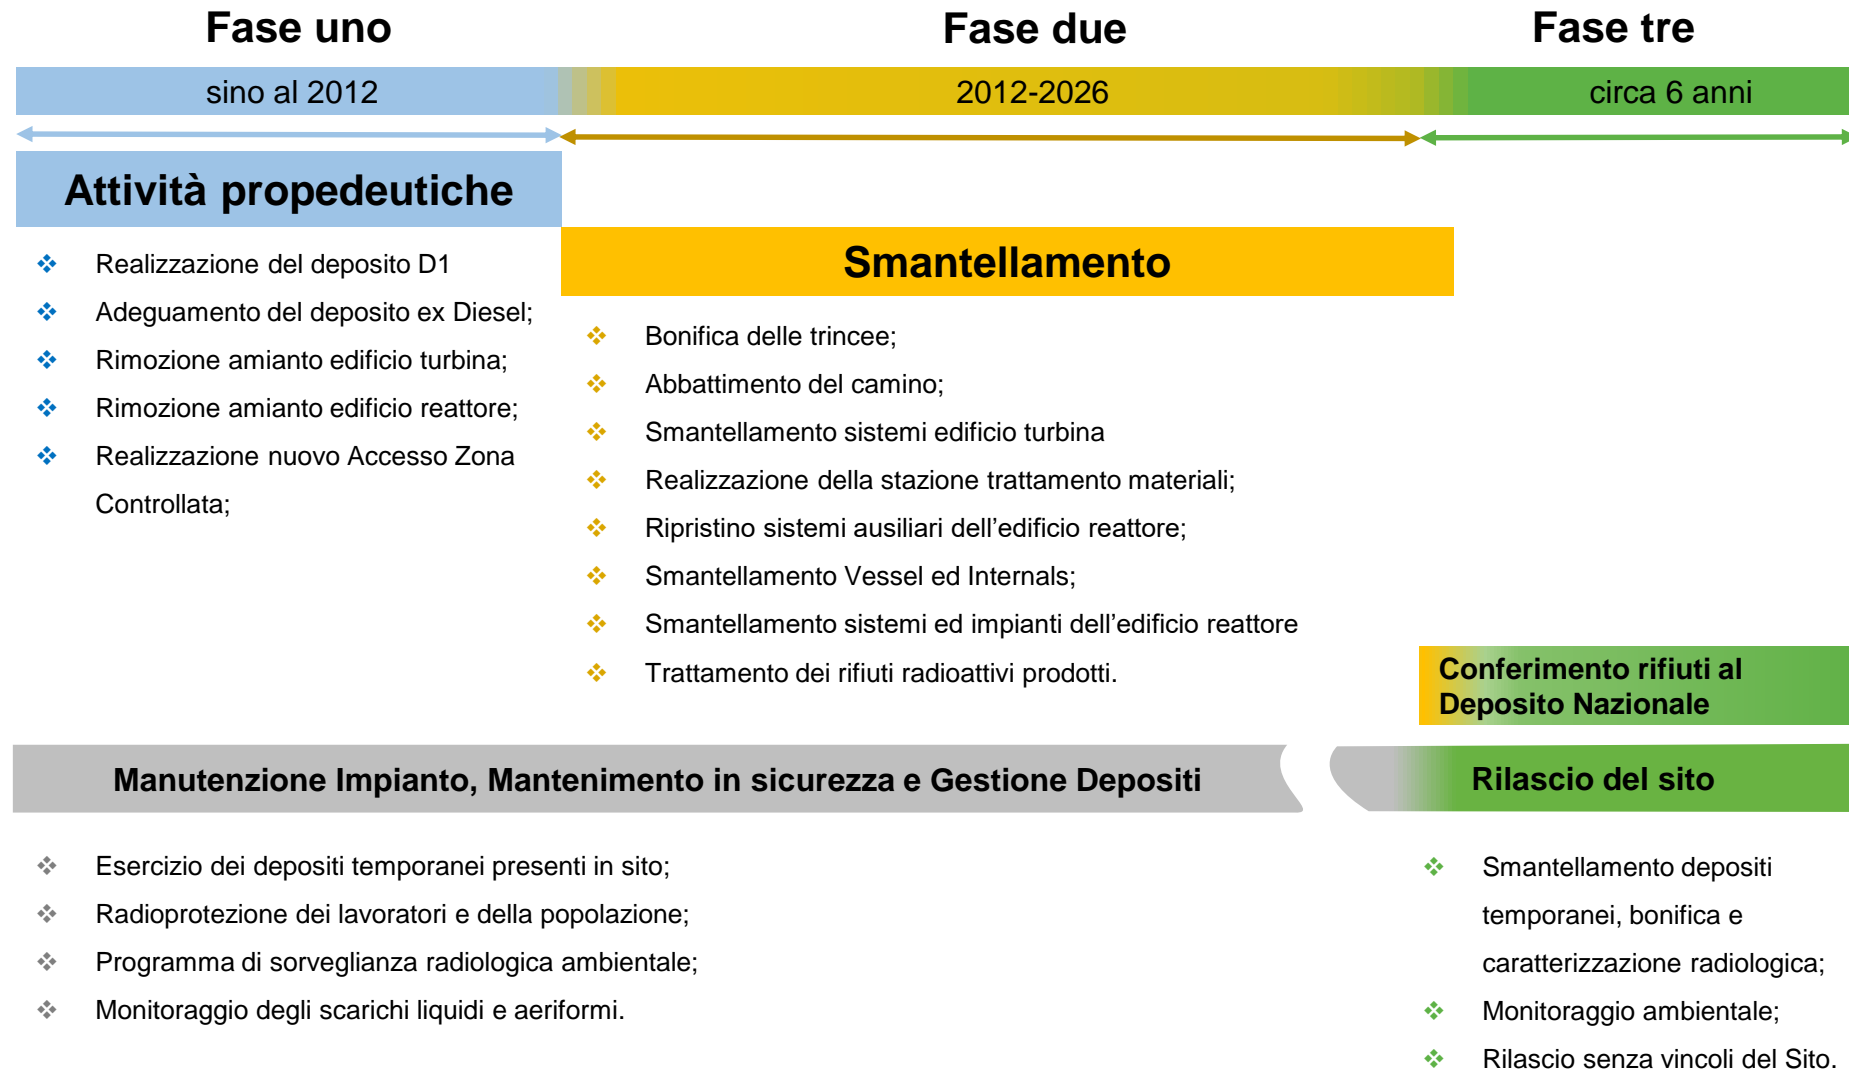 Fase uno
Fase due
Fase tre
sino al 2012
2012-2026
circa 6 anni
Attività propedeutiche
Realizzazione del deposito D1
Adeguamento del deposito ex Diesel;
Rimozione amianto edificio turbina;
Rimozione amianto edificio reattore;
Realizzazione nuovo Accesso Zona
Controllata;
Smantellamento
Bonifica delle trincee;
Abbattimento del camino;
Smantellamento sistemi edificio turbina
Realizzazione della stazione trattamento materiali;
Ripristino sistemi ausiliari dell’edificio reattore;
Smantellamento Vessel ed Internals;
Smantellamento sistemi ed impianti dell’edificio reattore
Trattamento dei rifiuti radioattivi prodotti.
Conferimento rifiuti al
Deposito Nazionale
Manutenzione Impianto, Mantenimento in sicurezza e Gestione Depositi
Rilascio del sito
Esercizio dei depositi temporanei presenti in sito;
Radioprotezione dei lavoratori e della popolazione;
Programma di sorveglianza radiologica ambientale;
Monitoraggio degli scarichi liquidi e aeriformi.
Smantellamento depositi
temporanei, bonifica e
caratterizzazione radiologica;
Monitoraggio ambientale;
Rilascio senza vincoli del Sito.